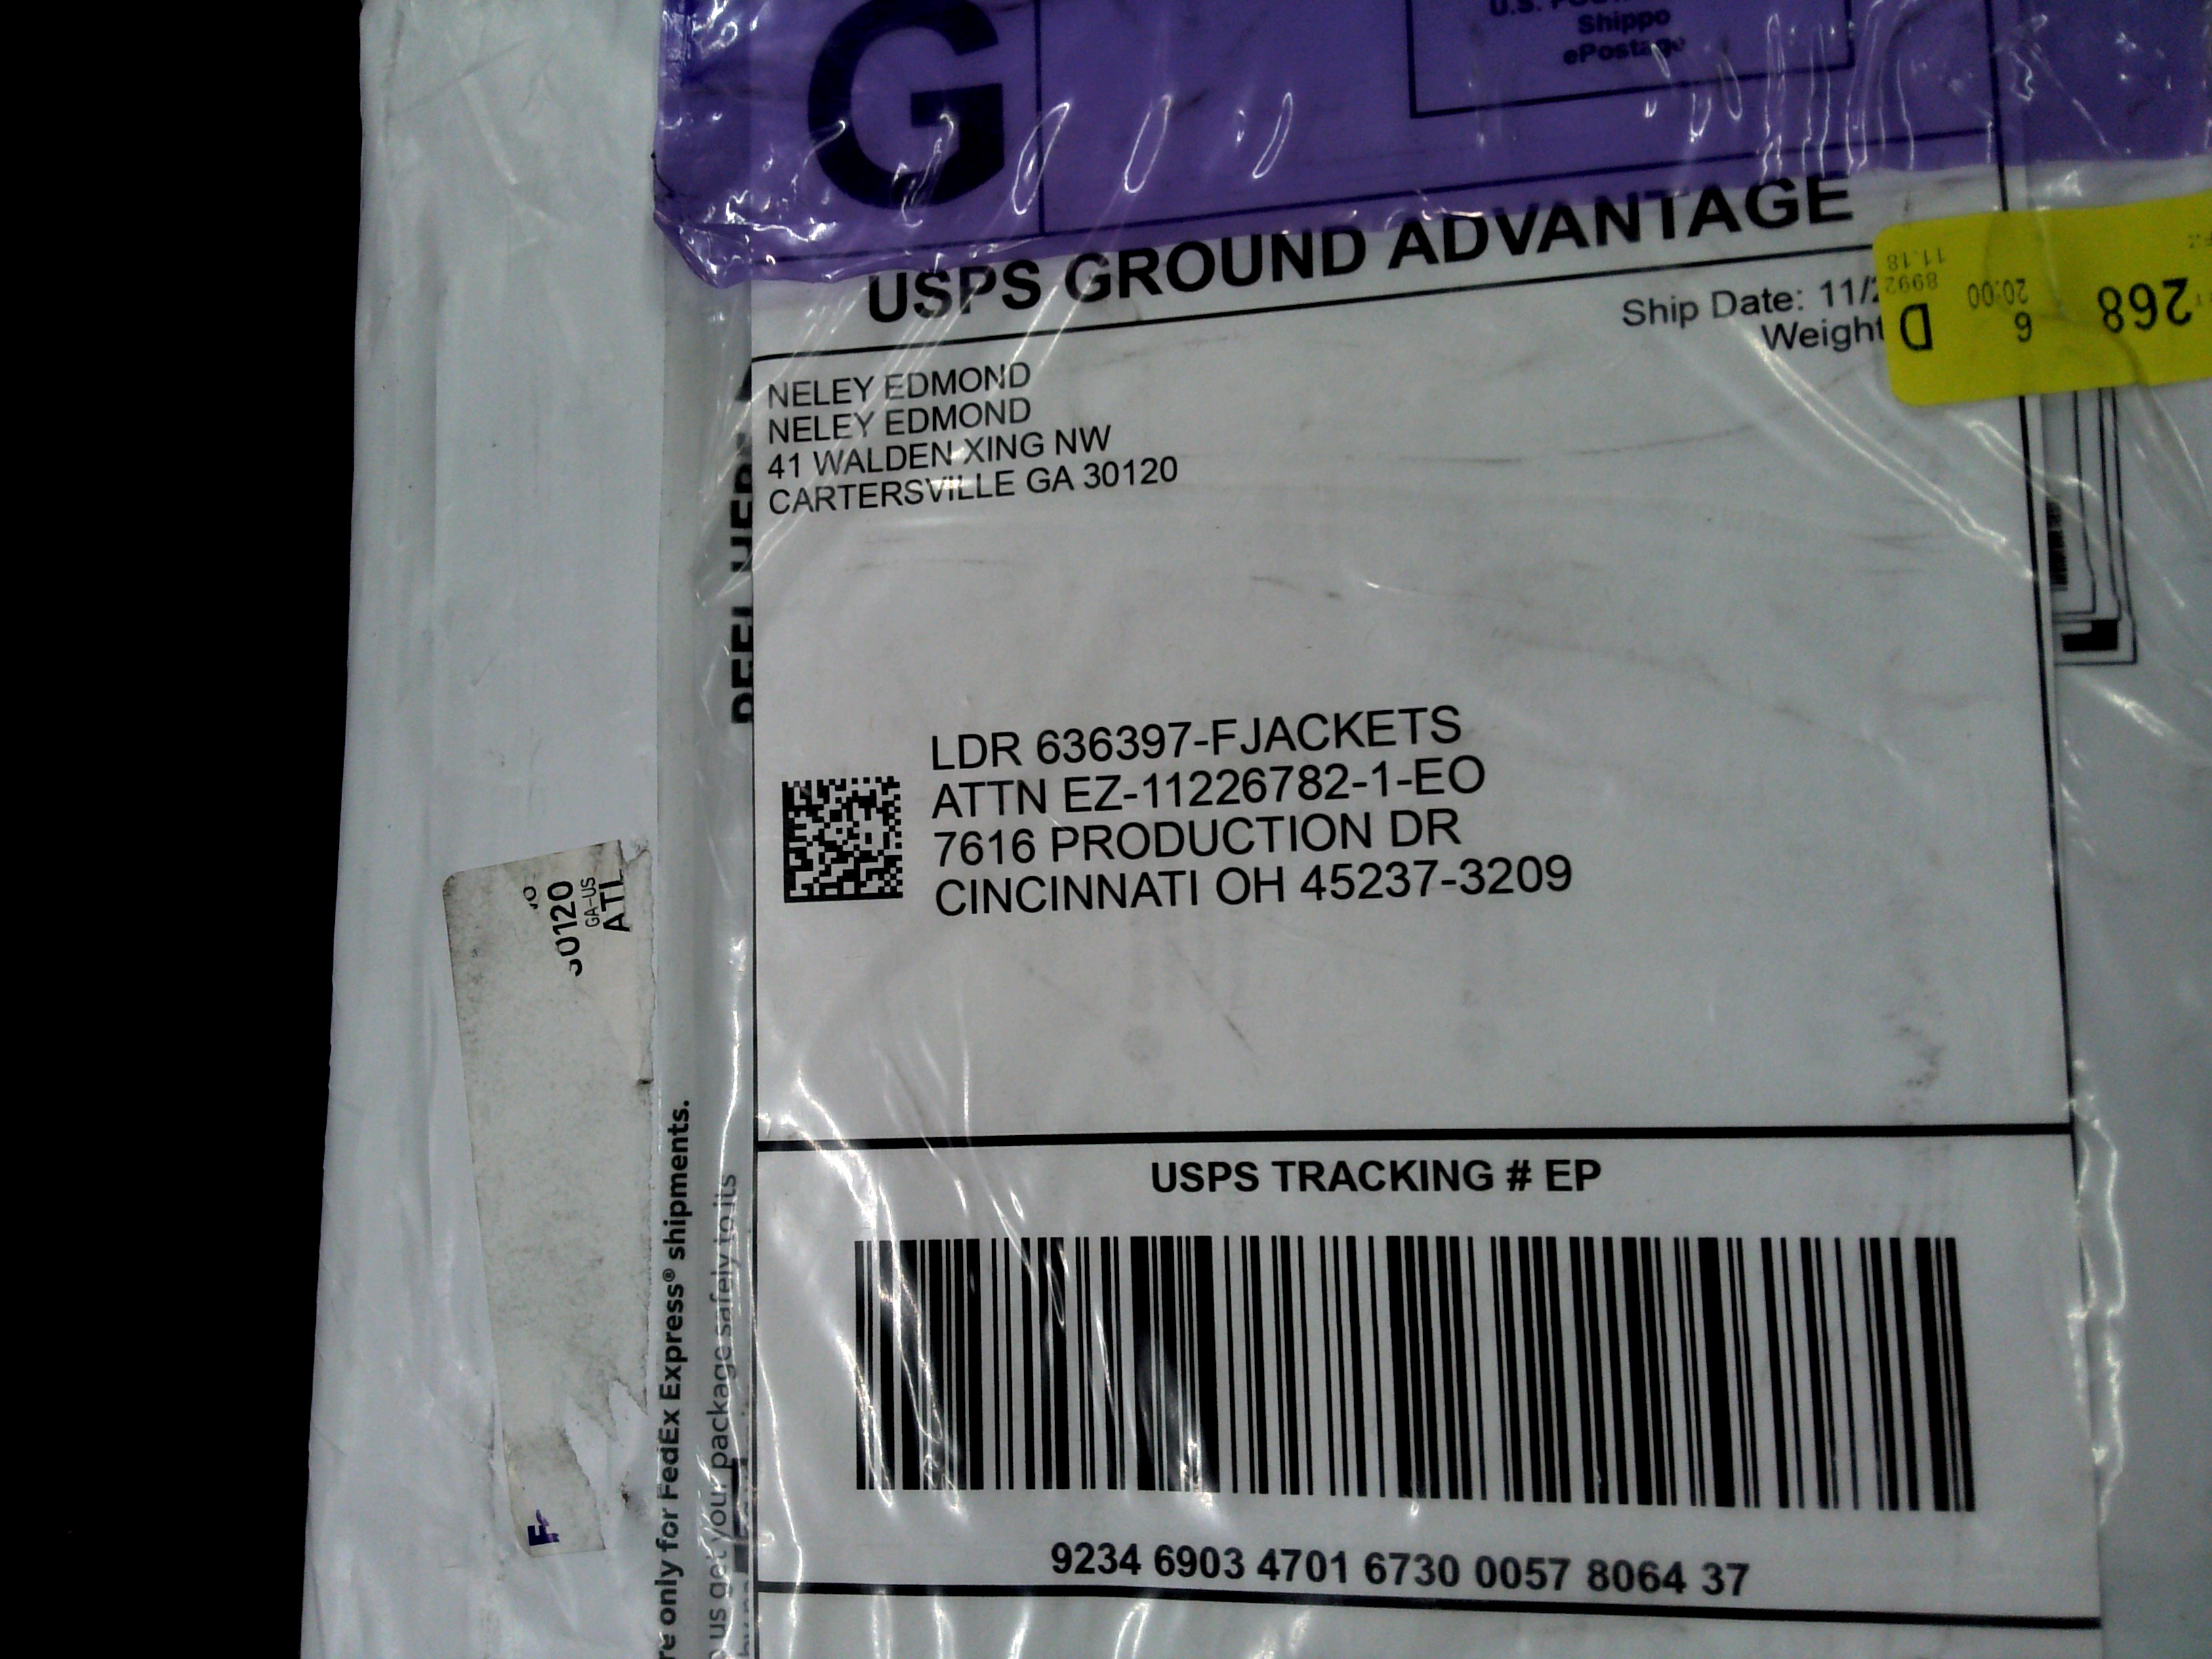 G
Shippo
ePostage
USPS GROUND ADVANTAGE
Ship Date: 11/
Weight
11.18
8992
D
20:00
6
268
NELEY EDMOND
NELEY EDMOND
41 WALDEN XING NW
CARTERSVILLE GA 30120
LDR 636397-FJACKETS
ATTN EZ-11226782-1-EO
7616 PRODUCTION DR
CINCINNATI OH 45237-3209
0120
GA-US
ATL
USPS TRACKING # EP
9234 6903 4701 6730 0057 8064 37
only for FedEx Express® shipments.
us get your package safely to its